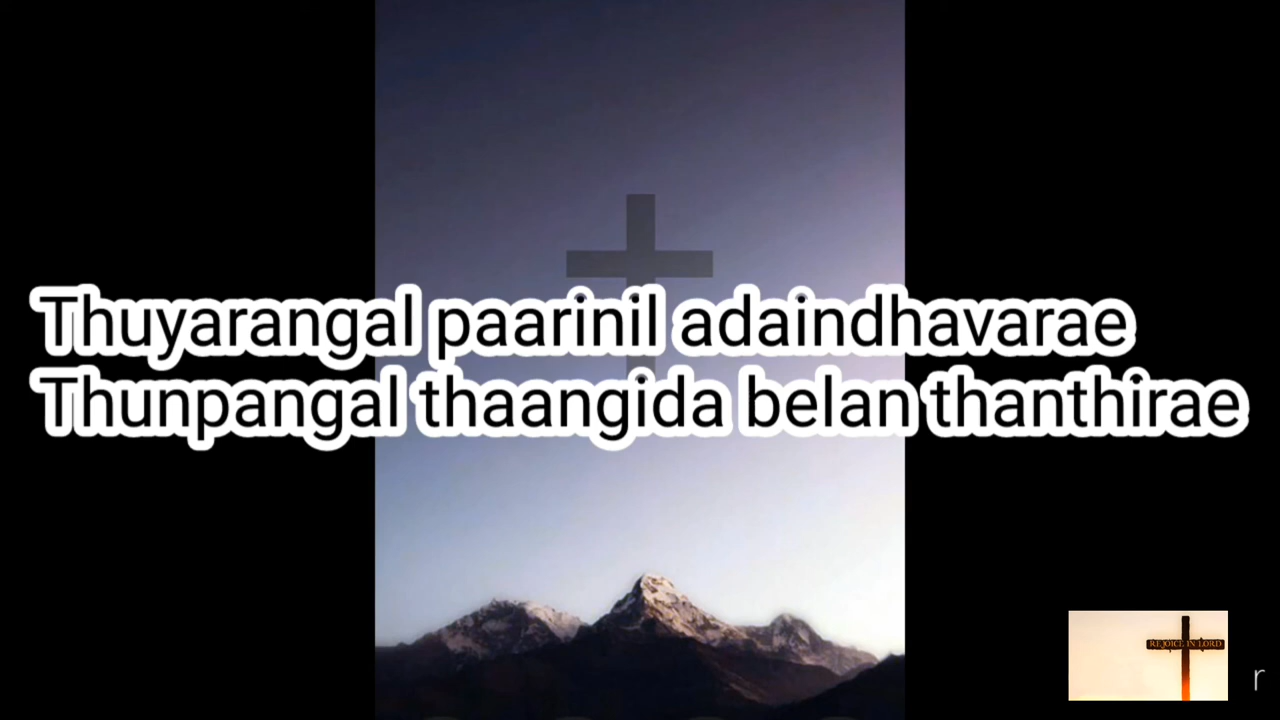 Thuyarangal paarinil adaindhavarae
Thunpangal thaangida belan thanthirae
REJOICE IN LORD
r